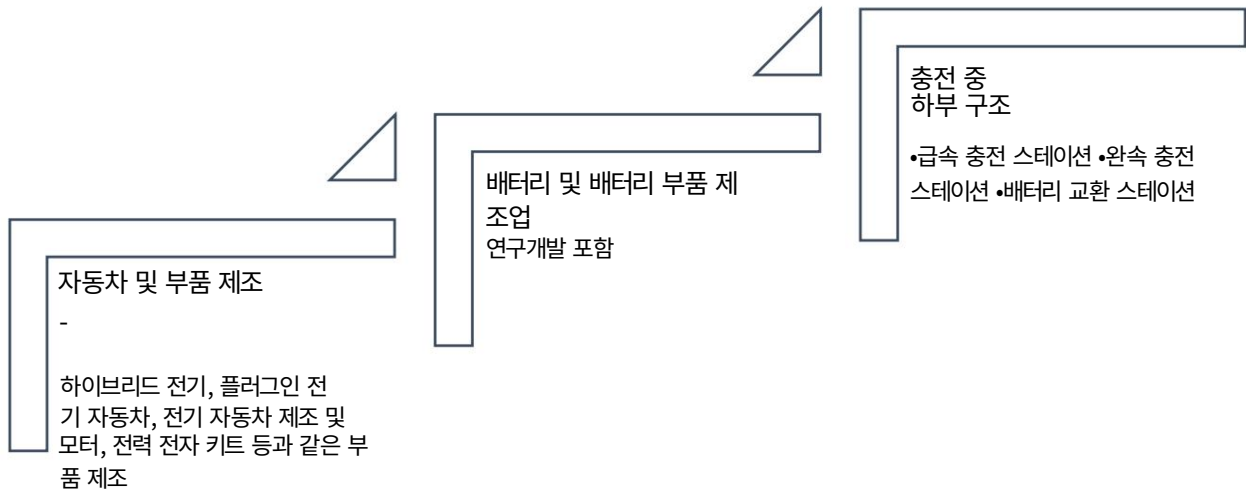 자동차 및 부품 제조
-
하이브리드 전기, 플러그인 전
기 자동차, 전기 자동차 제조 및
모터, 전력 전자 키트 등과 같은 부
품 제조
배터리 및 배터리 부품 제
조업
연구개발 포함
충전 중
하부 구조
•급속 충전 스테이션 •완속 충전
스테이션 •배터리 교환 스테이션